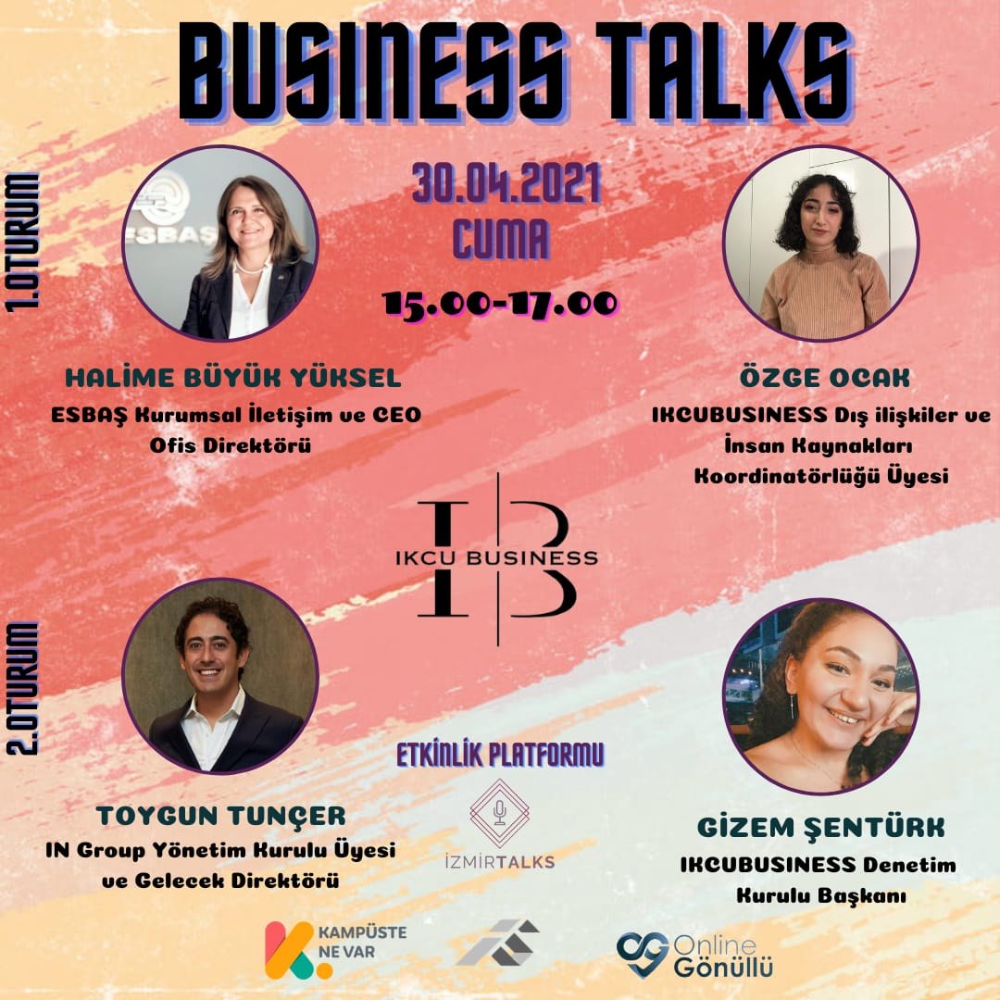 BUSINESS TALKS
30.04.2021
CUMA
15.00-17.00
1.OTURUM
ESBAŞ
HALİME BÜYÜK YÜKSEL
ESBAŞ Kurumsal İletişim ve CEO
Ofis Direktörü
ÖZGE OCAK
IKCUBUSINESS Dış ilişkiler ve
İnsan Kaynakları
Koordinatörlüğü Üyesi
IB
IKCU BUSINESS
2.OTURUM
TOYGUN TUNÇER
IN Group Yönetim Kurulu Üyesi
ve Gelecek Direktörü
ETKİNLİK PLATFORMU
İZMİRTALKS
GİZEM ŞENTÜRK
IKCUBUSINESS Denetim
Kurulu Başkanı
KAMPÜSTE
NE VAR
Online
Gönüllü